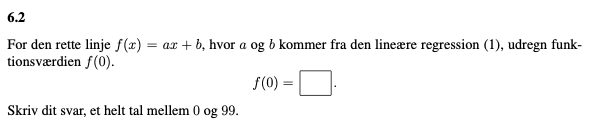 6.2
For den rette linje f(x) = ax + b, hvor a og b kommer fra den lineære regression (1), udregn funk-
tionsværdien f(0).
f(0) = .
Skriv dit svar, et helt tal mellem 0 og 99.